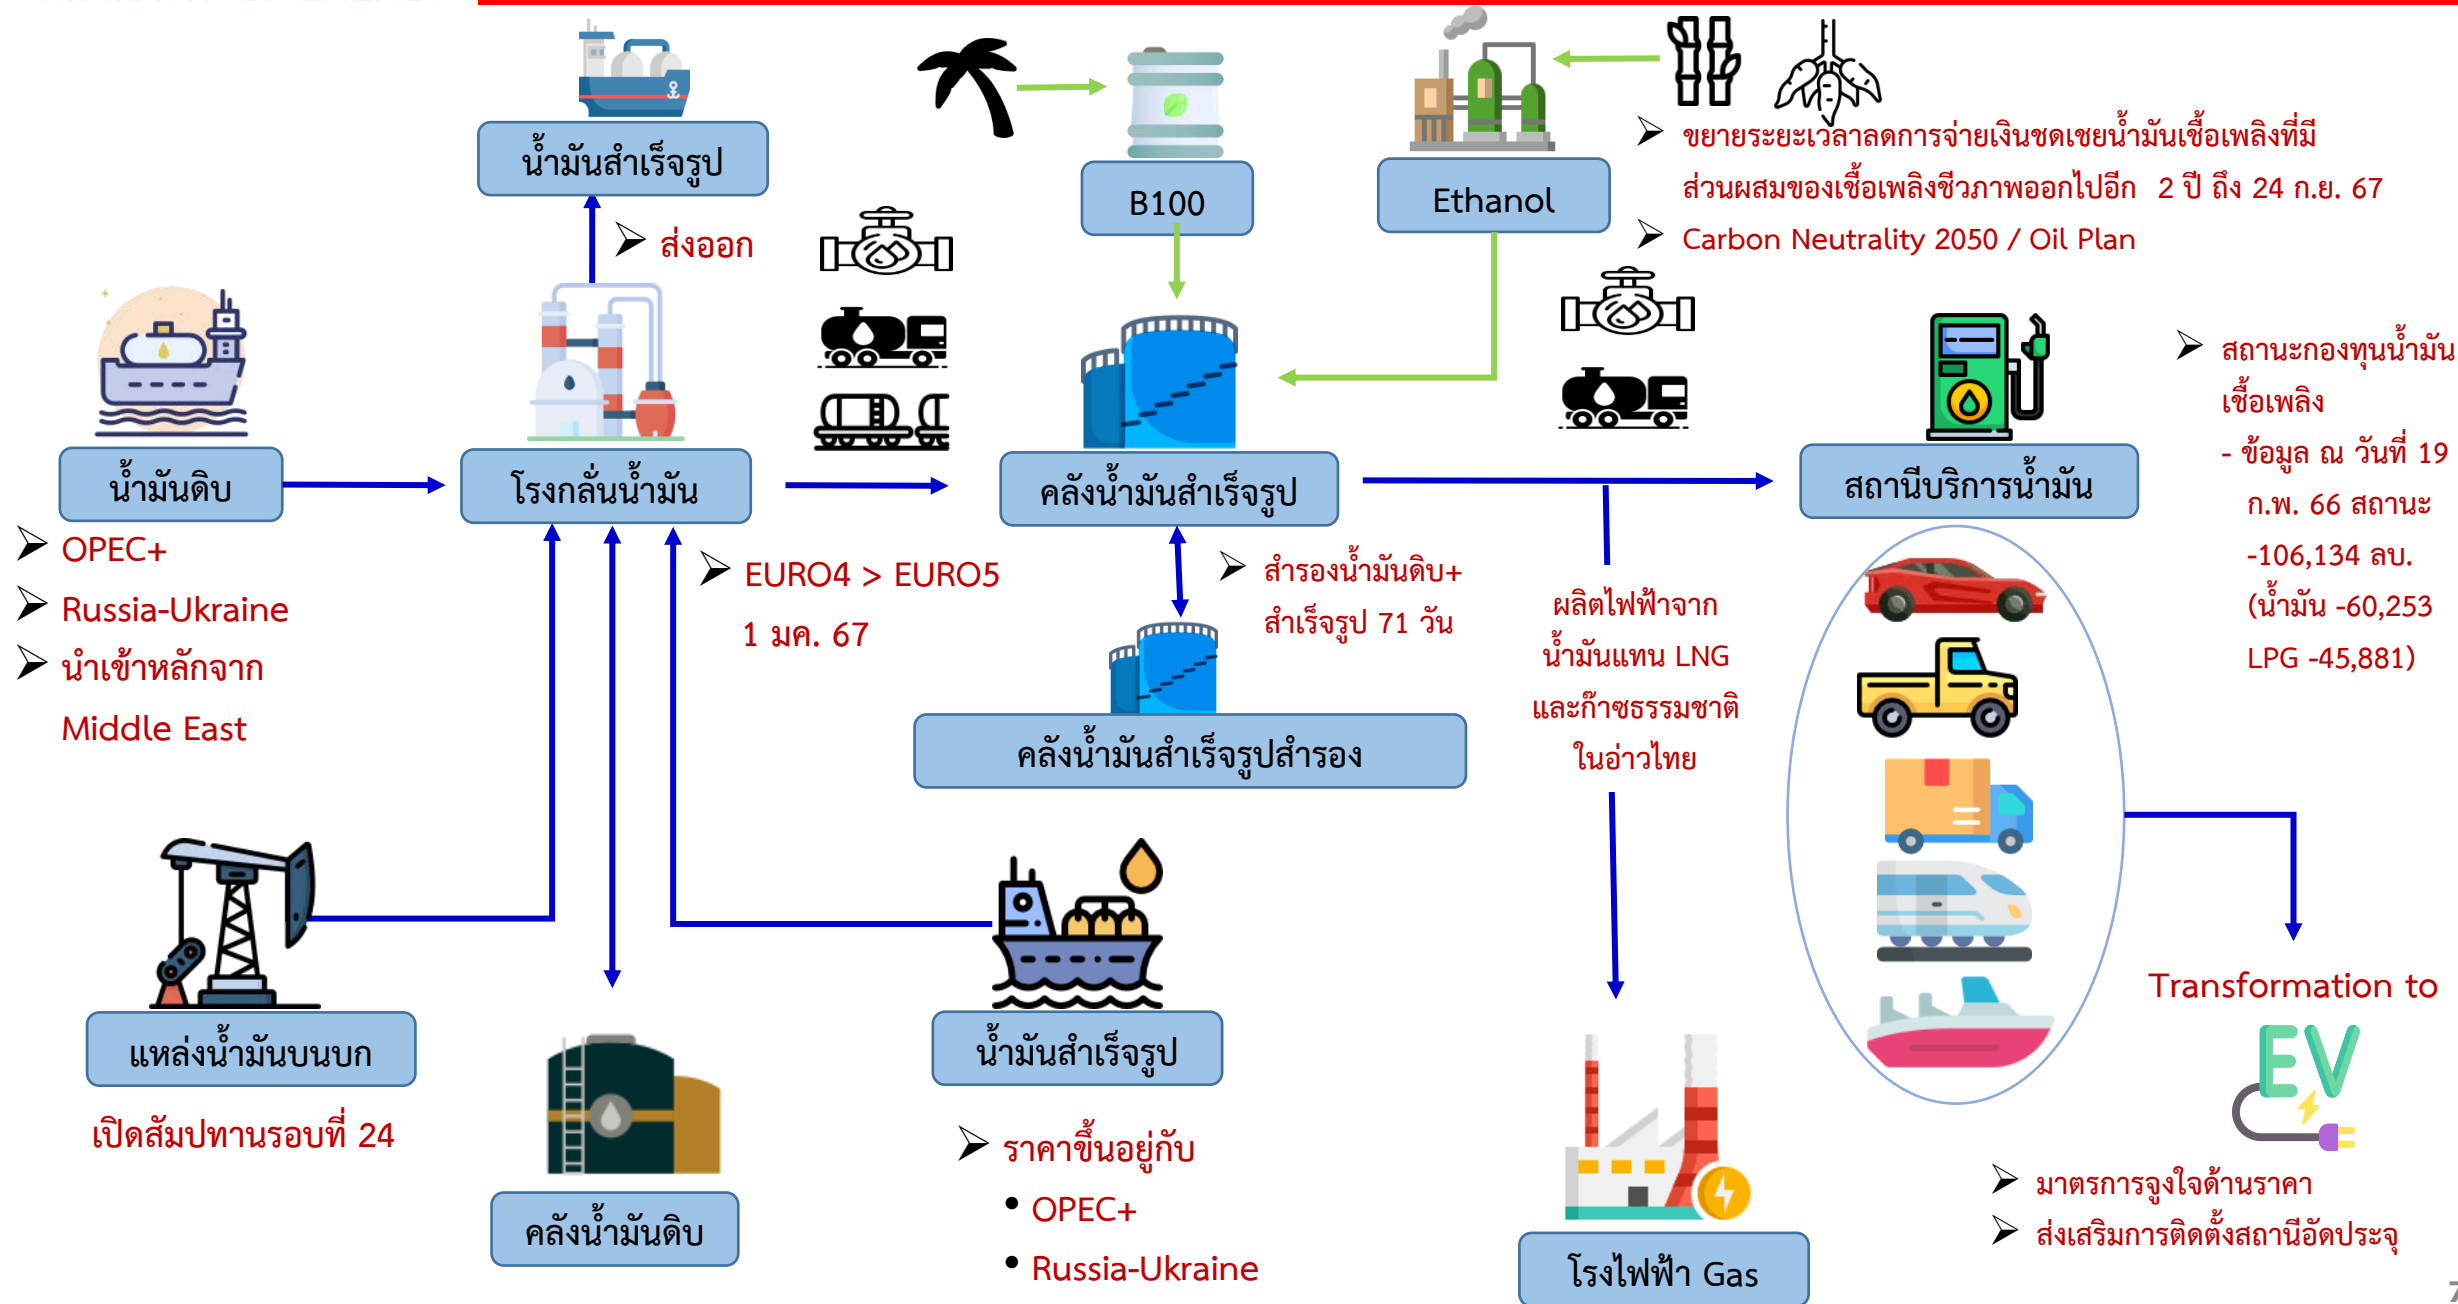 น้ำมันสำเร็จรูป
ส่งออก
B100
Ethanol
ขยายระยะเวลาลดการจ่ายเงินชดเชยน้ำมันเชื้อเพลิงที่มี
ส่วนผสมของเชื้อเพลิงชีวภาพออกไปอีก 2 ปี ถึง 24 ก.ย. 67
Carbon Neutrality 2050 / Oil Plan
น้ำมันดิบ
OPEC+
Russia-Ukraine
นำเข้าหลักจาก
Middle East
โรงกลั่นน้ำมัน
EURO4 > EURO5
1 มค. 67
คลังน้ำมันสำเร็จรูป
สำรองน้ำมันดิบ+
สำเร็จรูป 71 วัน
คลังน้ำมันสำเร็จรูปสำรอง
ผลิตไฟฟ้าจาก
น้ำมันแทน LNG
และก๊าซธรรมชาติ
ในอ่าวไทย
สถานีบริการน้ำมัน
สถานะกองทุนน้ำมัน
เชื้อเพลิง
- ข้อมูล ณ วันที่ 19
ก.พ. 66 สถานะ
-106,134 ลบ.
(น้ำมัน -60,253
LPG -45,881)
แหล่งน้ำมันบนบก
เปิดสัมปทานรอบที่ 24
คลังน้ำมันดิบ
น้ำมันสำเร็จรูป
ราคาขึ้นอยู่กับ
• OPEC+
• Russia-Ukraine
โรงไฟฟ้า Gas
Transformation to
EV
มาตรการจูงใจด้านราคา
ส่งเสริมการติดตั้งสถานีอัดประจุ